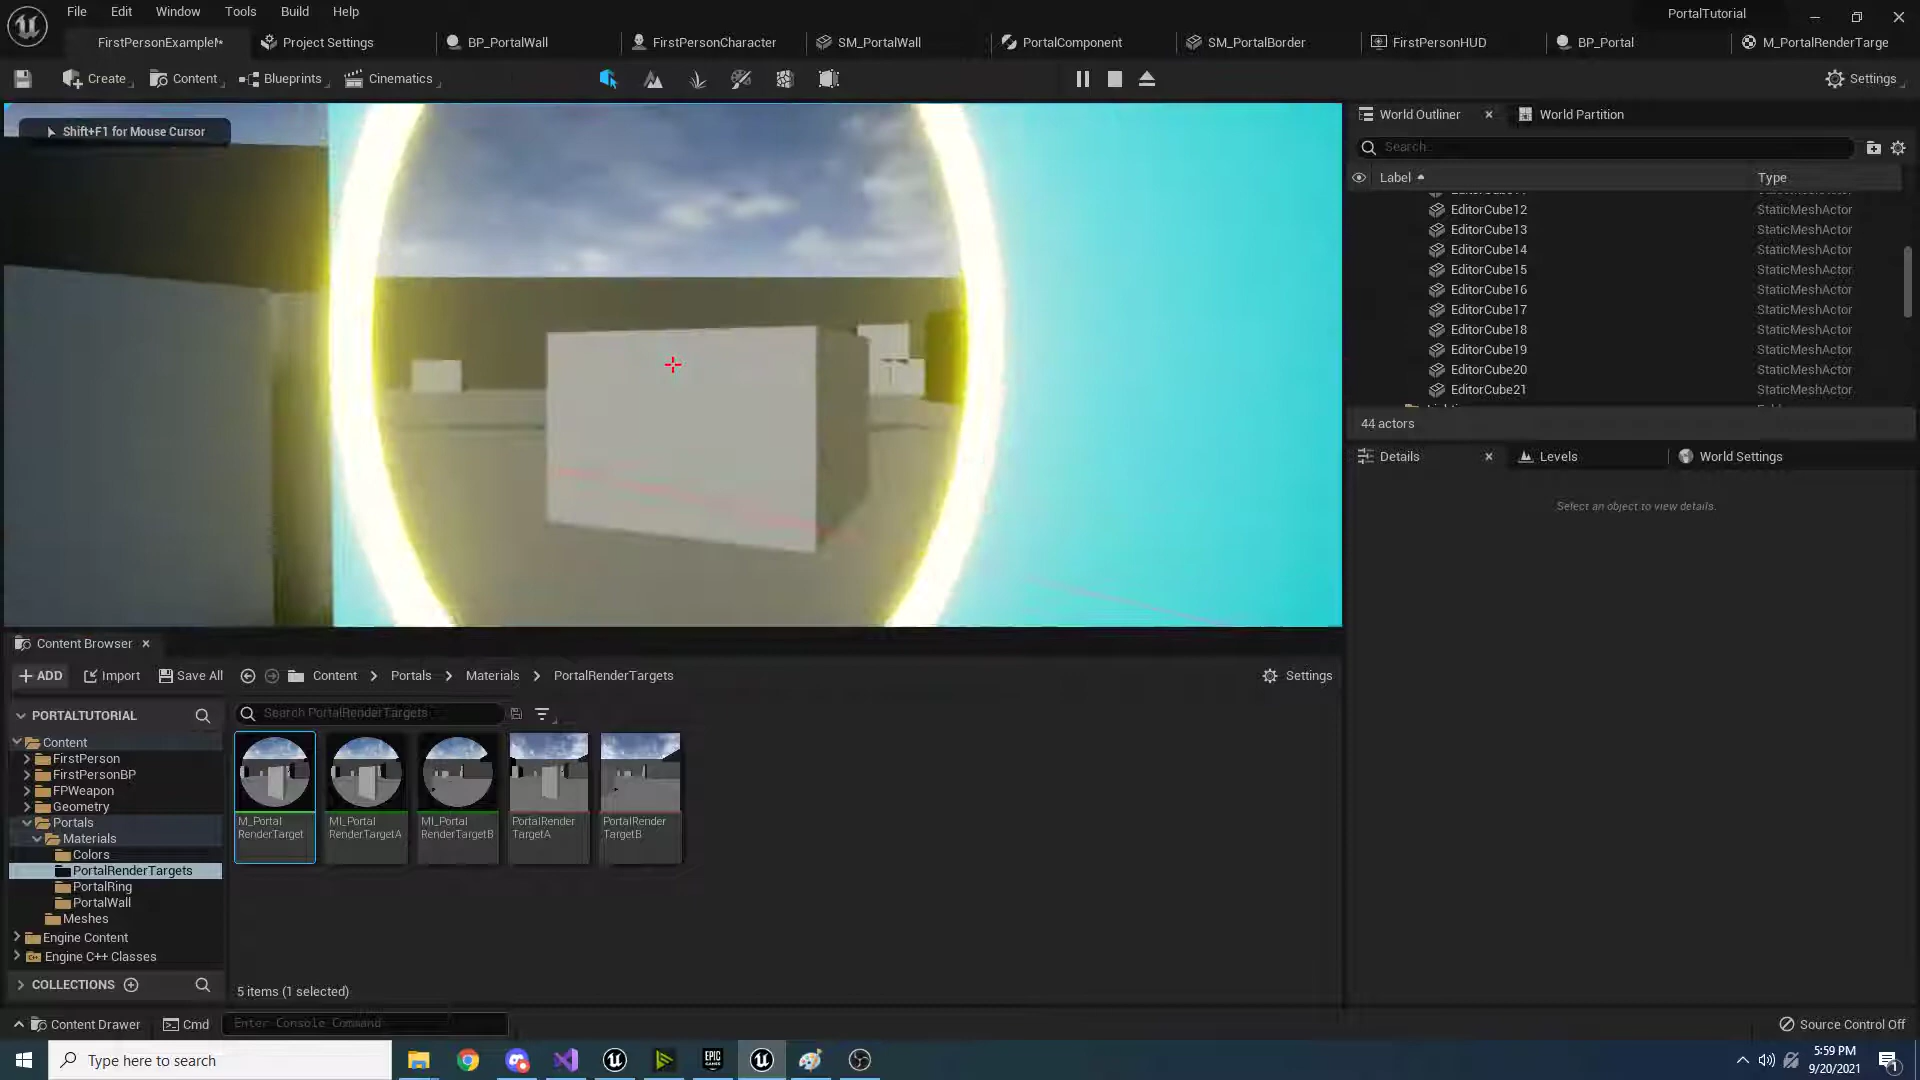 File Edit Window Tools Build Help
PortalTutorial
FirstPersonExample* Project Settings BP_PortalWall FirstPersonCharacter SM_PortalWall PortalComponent SM_PortalBorder FirstPersonHUD BP_Portal M_PortalRenderTarge
Create Content Blueprints Cinematics Settings
Shift+F1 for Mouse Cursor
World Outliner World Partition
Search...
Label Type
EditorCube12 StaticMeshActor
EditorCube13 StaticMeshActor
EditorCube14 StaticMeshActor
EditorCube15 StaticMeshActor
EditorCube16 StaticMeshActor
EditorCube17 StaticMeshActor
EditorCube18 StaticMeshActor
EditorCube19 StaticMeshActor
EditorCube20 StaticMeshActor
EditorCube21 StaticMeshActor
44 actors
Details Levels World Settings
Select an object to view details.
Content Browser
ADD Import Save All Content Portals Materials PortalRenderTargets Settings
PORTALTUTORIAL
Search PortalRenderTargets
Content
FirstPerson
FirstPersonBP
FPWeapon
Geometry
Portals
Materials
Colors
PortalRenderTargets
PortalRing
PortalWall
Meshes
Engine Content
Engine C++ Classes
COLLECTIONS
M_Portal
RenderTarget
MI_Portal
RenderTargetA
MI_Portal
RenderTargetB
PortalRender
TargetA
PortalRender
TargetB
5 items (1 selected)
Content Drawer Cmd Enter Console Command Source Control Off
Type here to search
EPIC
GAMES
5:59 PM
9/20/2021
1